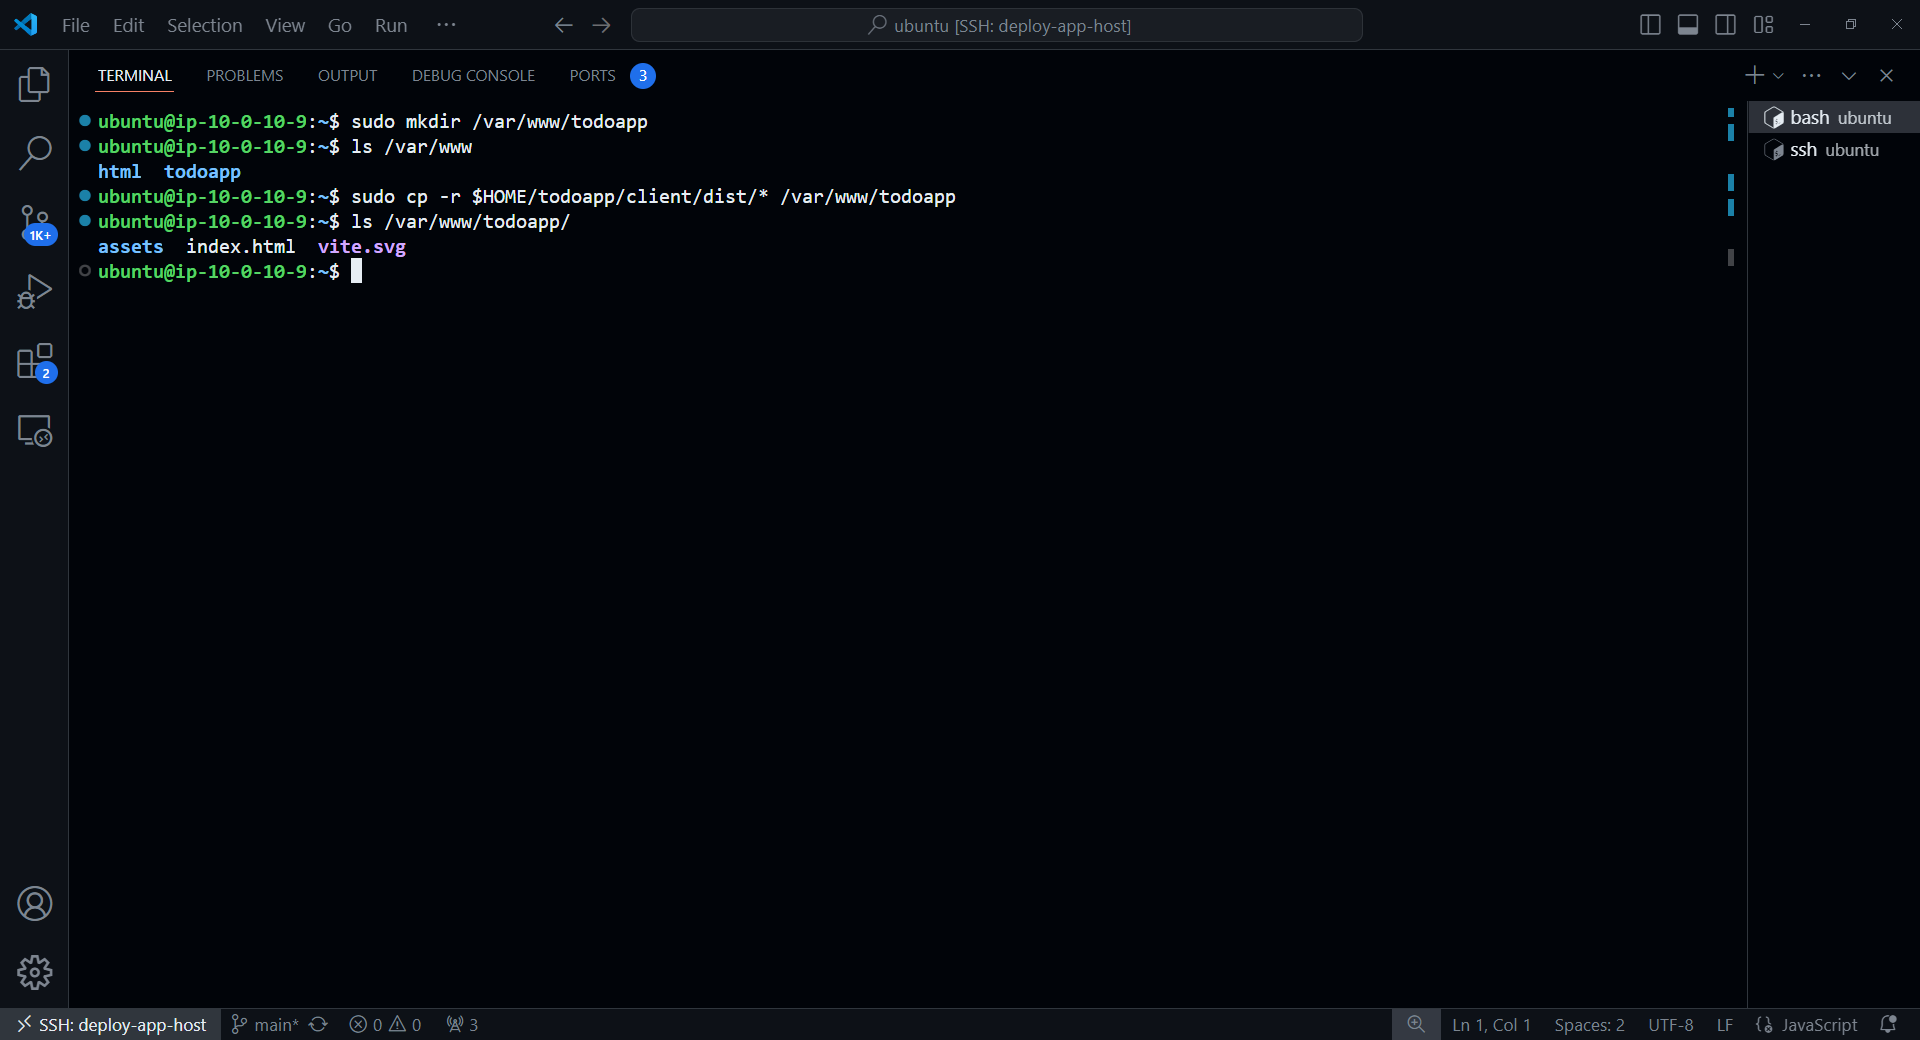 File Edit Selection View Go Run ···
ubuntu [SSH: deploy-app-host]
TERMINAL PROBLEMS OUTPUT DEBUG CONSOLE PORTS 3
ubuntu@ip-10-0-10-9:~$ sudo mkdir /var/www/todoapp
ubuntu@ip-10-0-10-9:~$ ls /var/www
html todoapp
ubuntu@ip-10-0-10-9:~$ sudo cp -r $HOME/todoapp/client/dist/* /var/www/todoapp
ubuntu@ip-10-0-10-9:~$ ls /var/www/todoapp/
assets index.html vite.svg
ubuntu@ip-10-0-10-9:~$
bash ubuntu
ssh ubuntu
1K+
2
SSH: deploy-app-host main* 0 0 3 Ln 1, Col 1 Spaces: 2 UTF-8 LF JavaScript